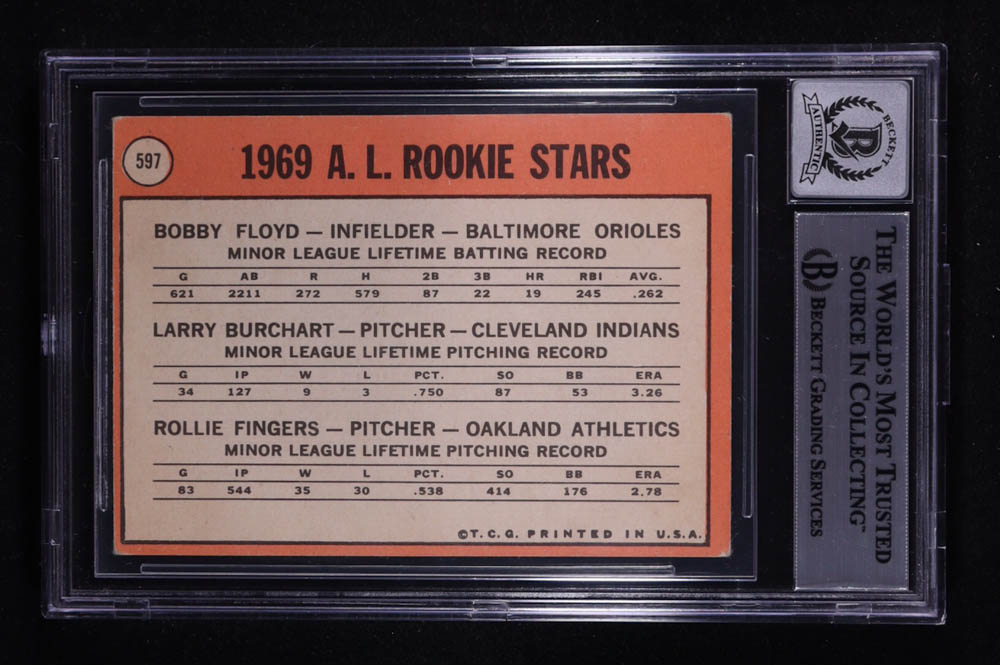 597
1969 A. L. ROOKIE STARS
BOBBY FLOYD — INFIELDER — BALTIMORE ORIOLES
MINOR LEAGUE LIFETIME BATTING RECORD
G AB R H 2B 3B HR RBI AVG.
621 2211 272 579 87 22 19 245 .262
LARRY BURCHART — PITCHER — CLEVELAND INDIANS
MINOR LEAGUE LIFETIME PITCHING RECORD
G IP W L PCT. SO BB ERA
34 127 9 3 .750 87 53 3.26
ROLLIE FINGERS — PITCHER — OAKLAND ATHLETICS
MINOR LEAGUE LIFETIME PITCHING RECORD
G IP W L PCT. SO BB ERA
83 544 35 30 .538 414 176 2.78
©T.C.G. PRINTED IN U.S.A.
BECKETT
B
AUTHENTIC
THE WORLD'S MOST TRUSTED
SOURCE IN COLLECTING™
B BECKETT GRADING SERVICES